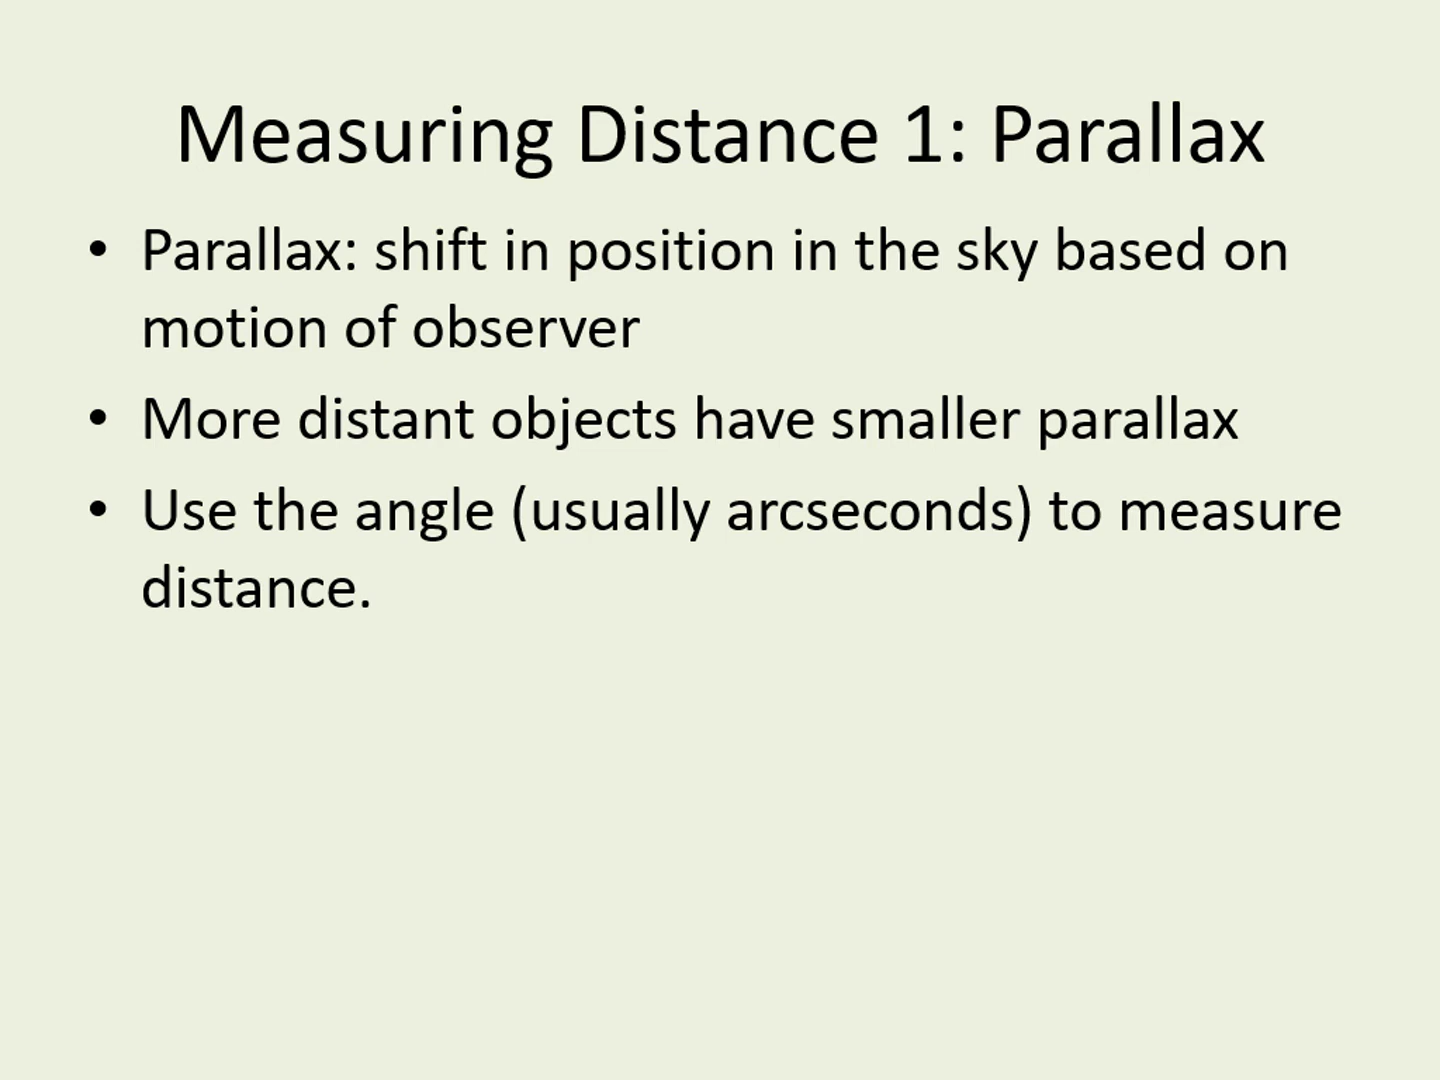 Measuring Distance 1: Parallax
• Parallax: shift in position in the sky based on
motion of observer
• More distant objects have smaller parallax
• Use the angle (usually arcseconds) to measure
distance.